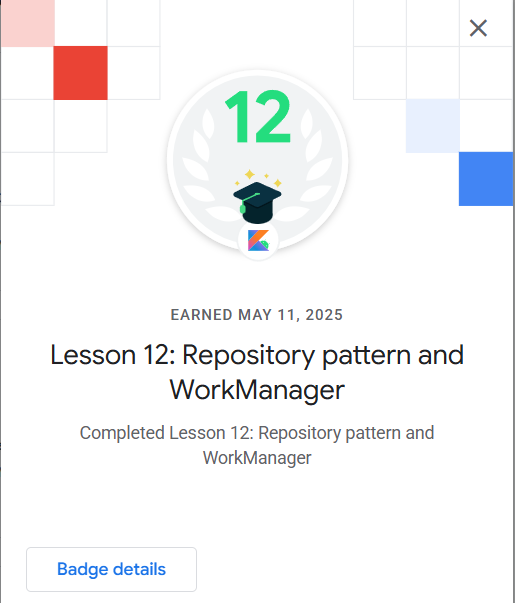 12
EARNED MAY 11, 2025
Lesson 12: Repository pattern and
WorkManager
Completed Lesson 12: Repository pattern and
WorkManager
Badge details